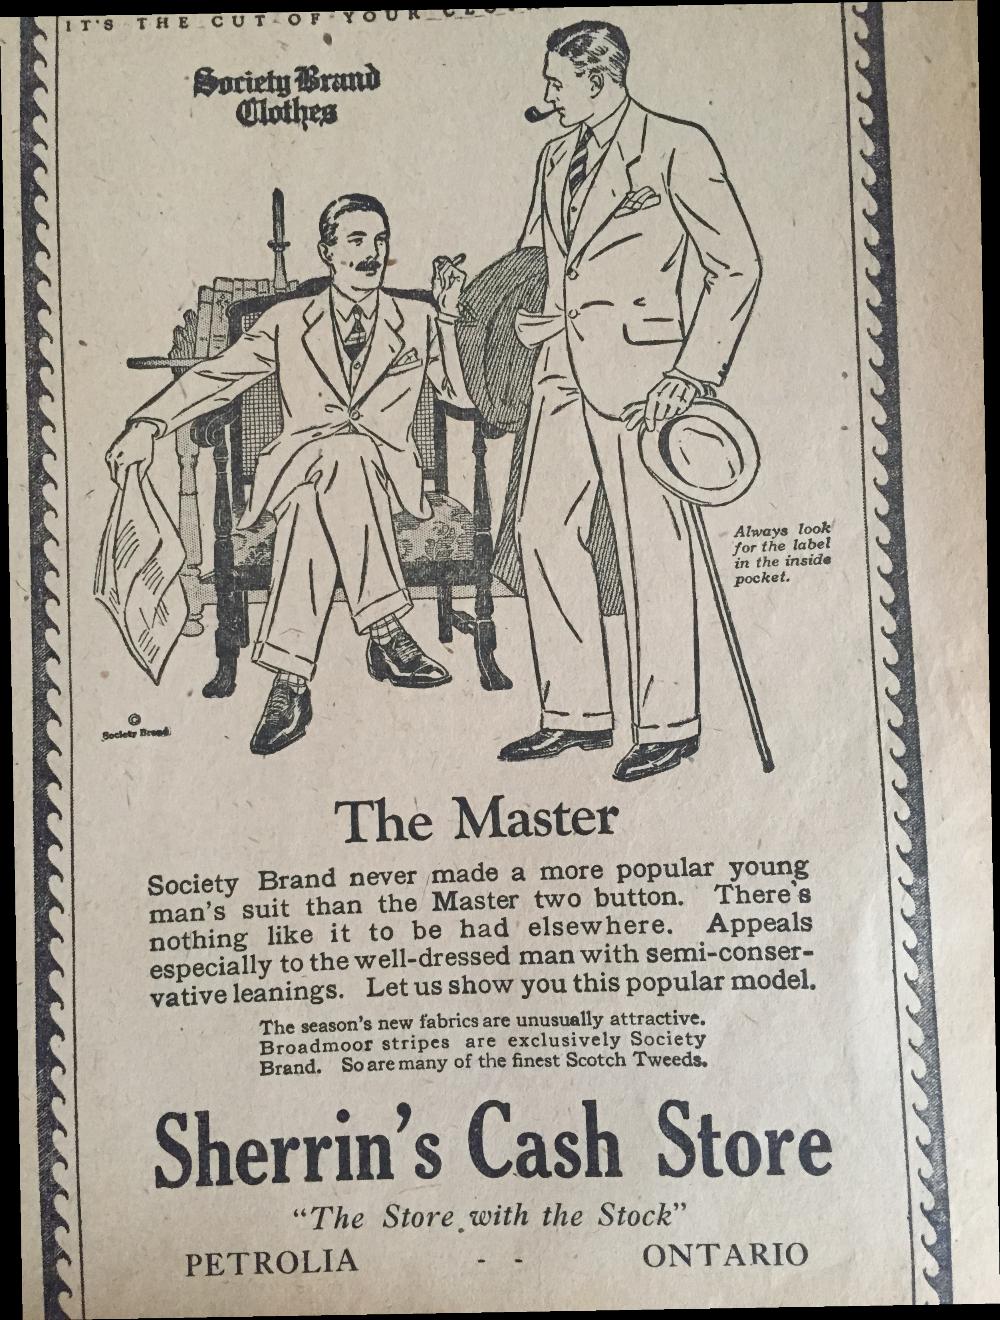 IT'S THE CUT OF YOUR
Society Brand
Clothes
Always look
for the label
in the inside
pocket.
©
Society Brand
The Master
Society Brand never made a more popular young
man's suit than the Master two button. There's
nothing like it to be had elsewhere. Appeals
especially to the well-dressed man with semi-conser-
vative leanings. Let us show you this popular model.
The season's new fabrics are unusually attractive.
Broadmoor stripes are exclusively Society
Brand. So are many of the finest Scotch Tweeds.
Sherrin's Cash Store
"The Store with the Stock"
PETROLIA - - ONTARIO